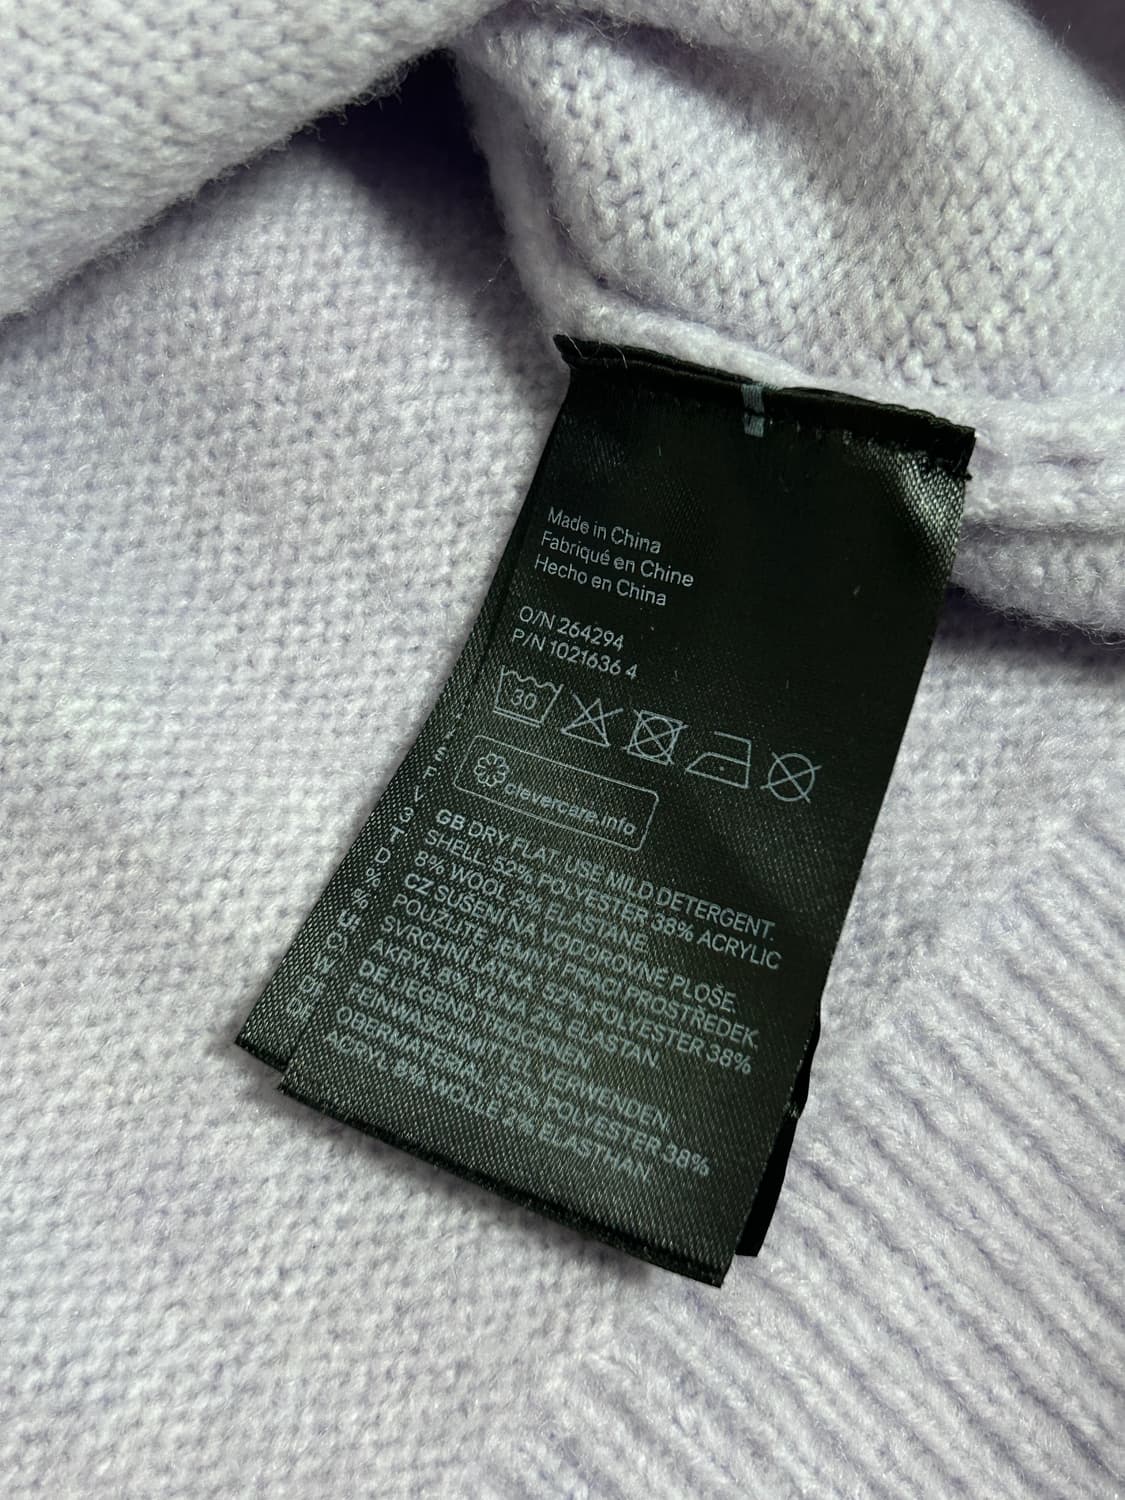 Made in China
Fabriqué en Chine
Hecho en China
O/N 264294
P/N 1021636 4
30
clevercare.info
GB DRY FLAT. USE MILD DETERGENT.
SHELL: 52% POLYESTER 38% ACRYLIC
8% WOOL 2% ELASTANE
CZ SUŠENÍ NA VODOROVNÉ PLOŠE.
POUŽIJTE JEMNÝ PRACÍ PROSTŘEDEK.
SVRCHNÍ LÁTKA: 52% POLYESTER 38%
AKRYL 8% VLNA 2% ELASTAN.
DE LIEGEND TROCKNEN.
FEINWASCHMITTEL VERWENDEN.
OBERMATERIAL: 52% POLYESTER 38%
ACRYL 8% WOLLE 2% ELASTHAN